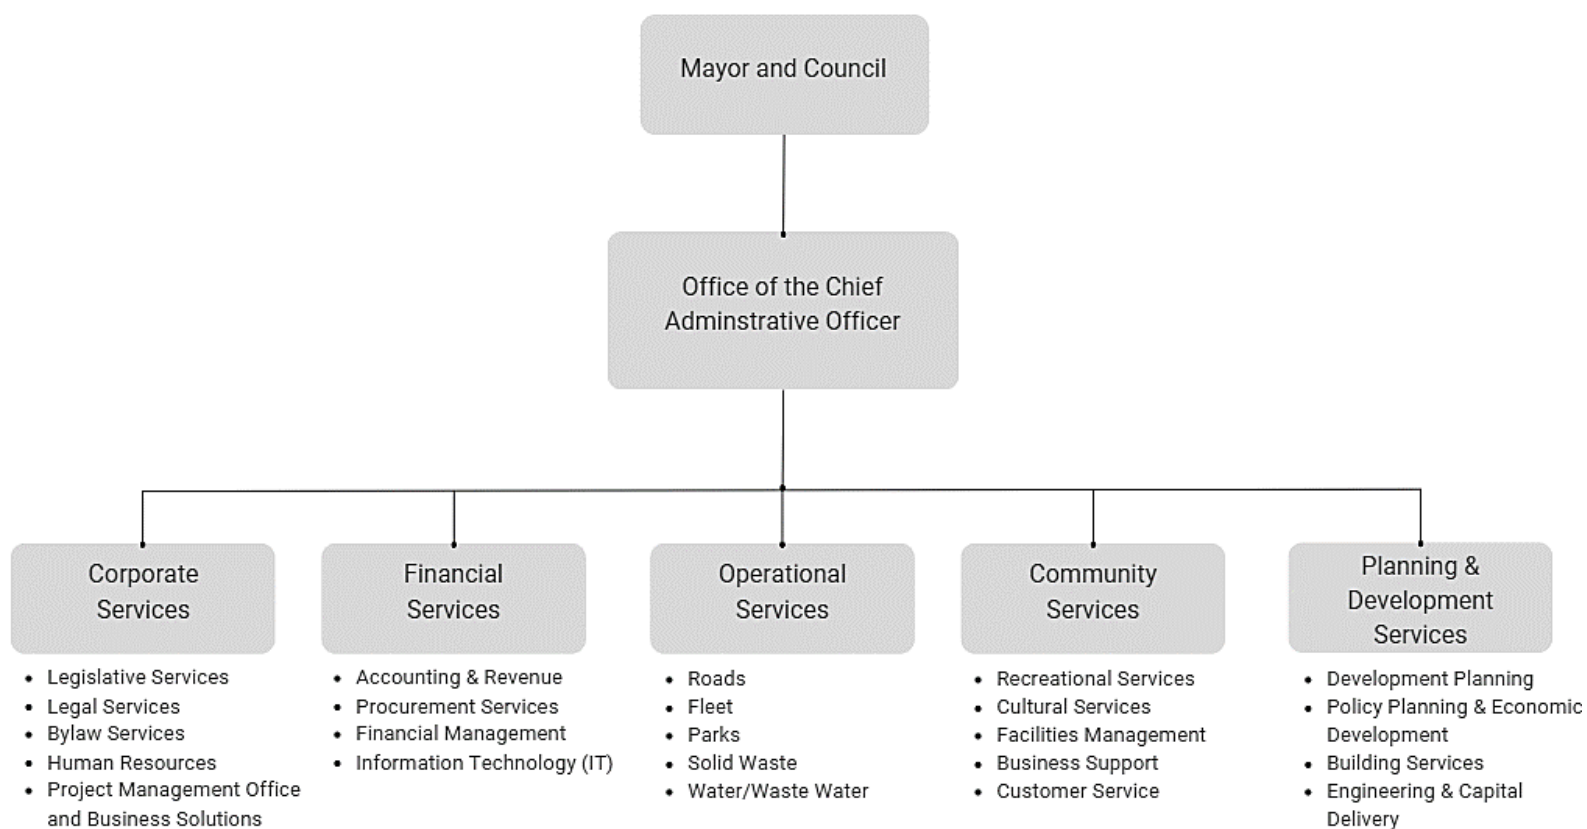 Mayor and Council
Office of the Chief
Adminstrative Officer
Corporate
Services
• Legislative Services
• Legal Services
• Bylaw Services
• Human Resources
• Project Management Office
and Business Solutions
Financial
Services
• Accounting & Revenue
• Procurement Services
• Financial Management
• Information Technology (IT)
Operational
Services
• Roads
• Fleet
• Parks
• Solid Waste
• Water/Waste Water
Community
Services
• Recreational Services
• Cultural Services
• Facilities Management
• Business Support
• Customer Service
Planning &
Development
Services
• Development Planning
• Policy Planning & Economic
Development
• Building Services
• Engineering & Capital
Delivery